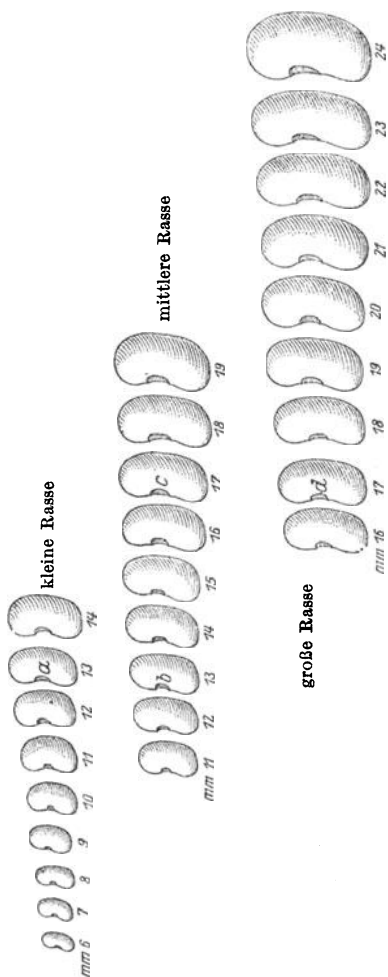 kleine Rasse
a
mm 6 7 8 9 10 11 12 13 14
mittlere Rasse
b c
mm 11 12 13 14 15 16 17 18 19
große Rasse
d
mm 16 17 18 19 20 21 22 23 24